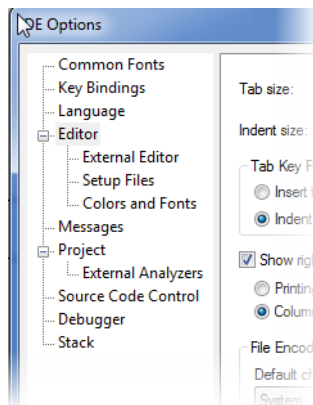 DE Options
Common Fonts
Key Bindings
Language
Editor
External Editor
Setup Files
Colors and Fonts
Messages
Project
External Analyzers
Source Code Control
Debugger
Stack
Tab size:
Indent size:
Tab Key F
Insert
Indent
Show righ
Printing
Colum
File Encod
Default ch
System